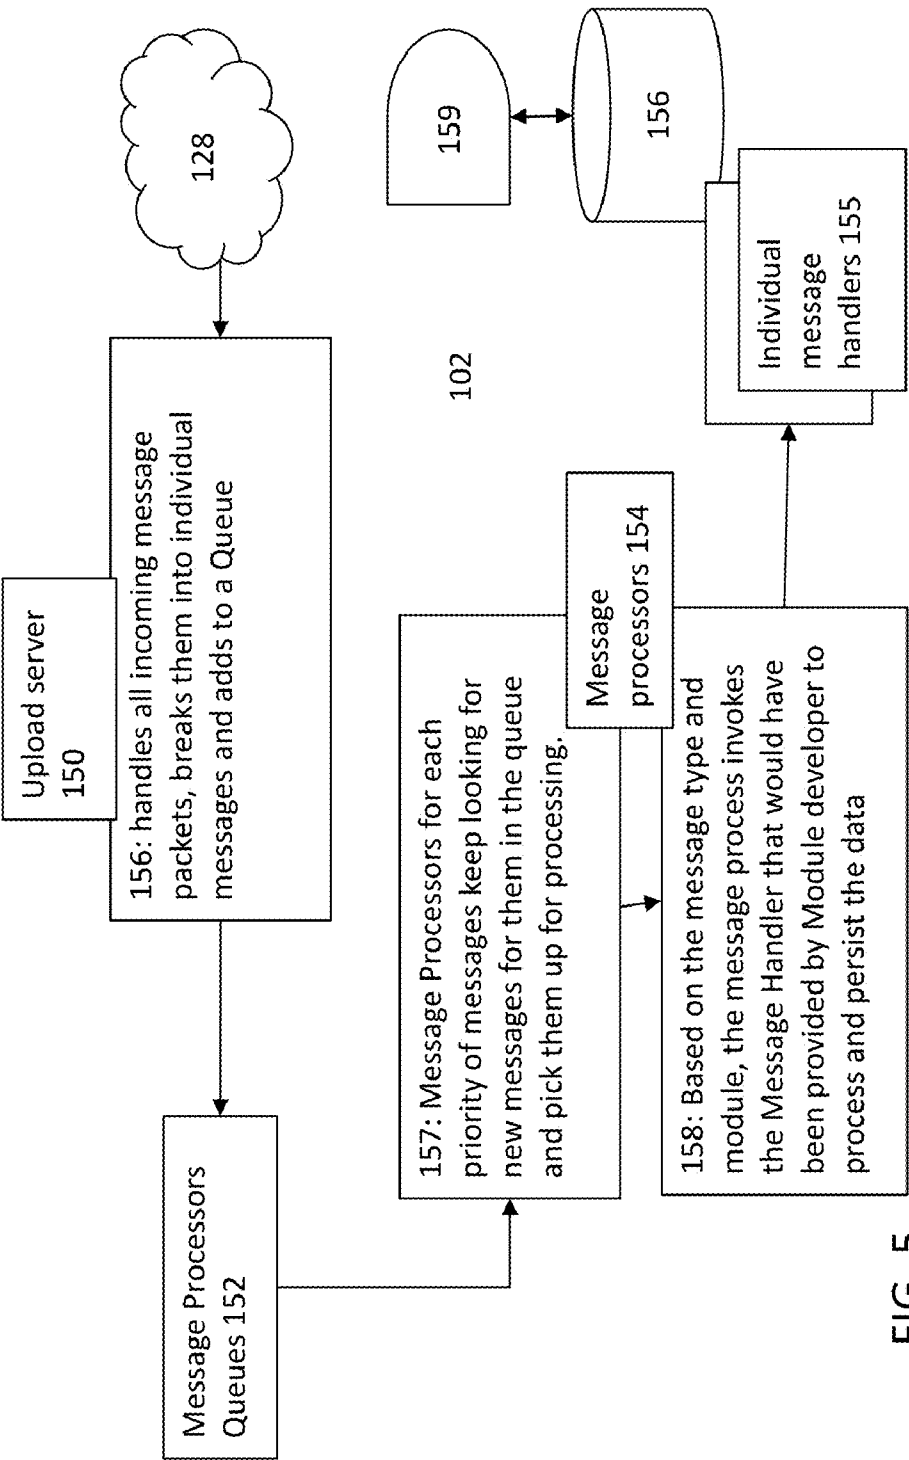 Upload server
150
156: handles all incoming message
packets, breaks them into individual
messages and adds to a Queue
128
Message Processors
Queues 152
157: Message Processors for each
priority of messages keep looking for
new messages for them in the queue
and pick them up for processing.
Message
processors 154
102
159
156
158: Based on the message type and
module, the message process invokes
the Message Handler that would have
been provided by Module developer to
process and persist the data
Individual
message
handlers 155
FIG. 5